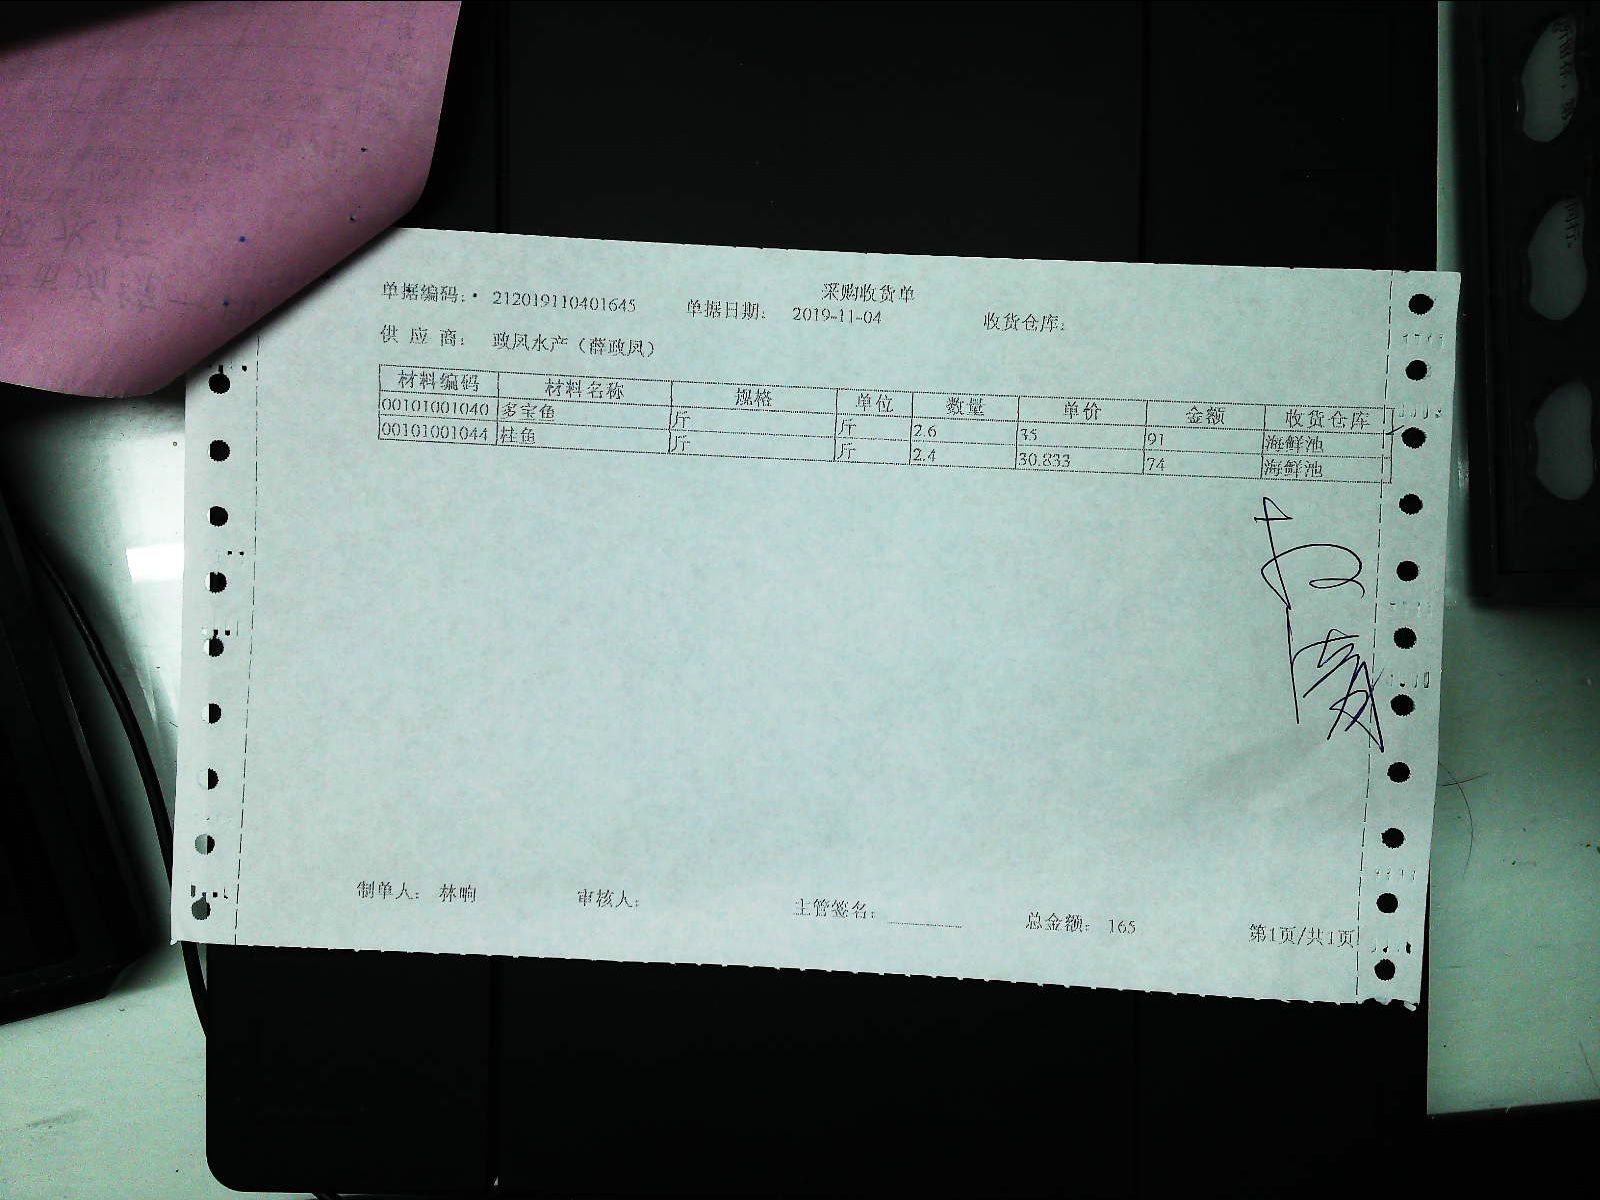 采购收货单
单据编码: 212019110401645 单据日期: 2019-11-04 收货仓库:
供 应 商: 政凤水产（薛政凤）
材料编码 材料名称 规格 单位 数量 单价 金额 收货仓库
00101001040 多宝鱼 斤 斤 2.6 35 91 海鲜池
00101001044 桂鱼 斤 斤 2.4 30.833 74 海鲜池
制单人: 林响 审核人: 主管签名: 总金额: 165 第1页/共1页